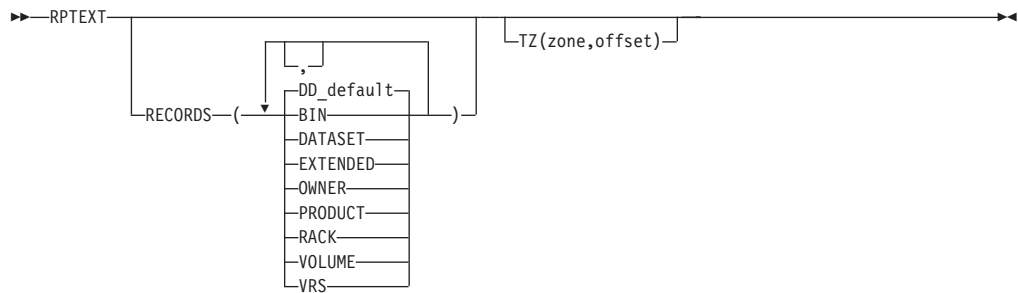 RPTEXT
TZ(zone,offset)
,
DD_default
RECORDS ( BIN )
DATASET
EXTENDED
OWNER
PRODUCT
RACK
VOLUME
VRS